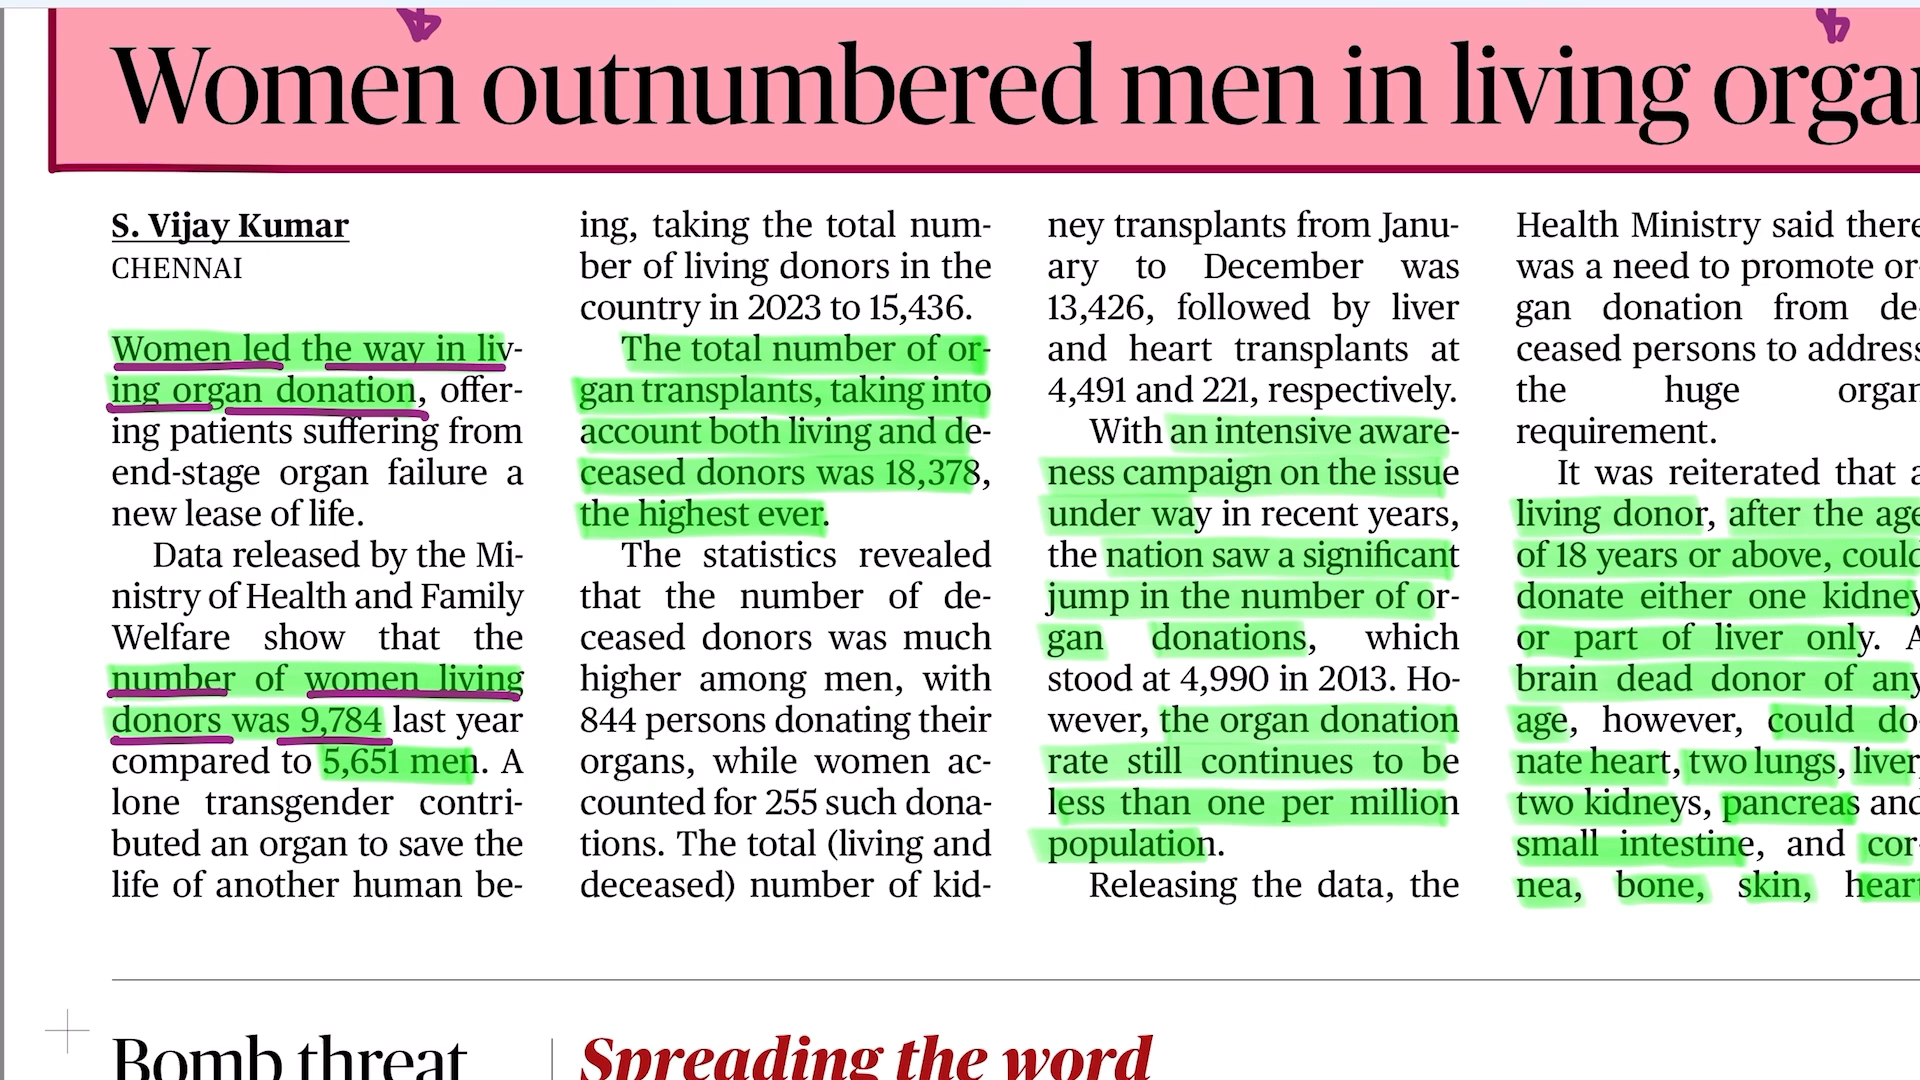 Women outnumbered men in living orga
S. Vijay Kumar
CHENNAI
Women led the way in liv-
ing organ donation, offer-
ing patients suffering from
end-stage organ failure a
new lease of life.
Data released by the Mi-
nistry of Health and Family
Welfare show that the
number of women living
donors was 9,784 last year
compared to 5,651 men. A
lone transgender contri-
buted an organ to save the
life of another human be-
ing, taking the total num-
ber of living donors in the
country in 2023 to 15,436.
The total number of or-
gan transplants, taking into
account both living and de-
ceased donors was 18,378,
the highest ever.
The statistics revealed
that the number of de-
ceased donors was much
higher among men, with
844 persons donating their
organs, while women ac-
counted for 255 such dona-
tions. The total (living and
deceased) number of kid-
ney transplants from Janu-
ary to December was
13,426, followed by liver
and heart transplants at
4,491 and 221, respectively.
With an intensive aware-
ness campaign on the issue
under way in recent years,
the nation saw a significant
jump in the number of or-
gan donations, which
stood at 4,990 in 2013. Ho-
wever, the organ donation
rate still continues to be
less than one per million
population.
Releasing the data, the
Health Ministry said there
was a need to promote or-
gan donation from de-
ceased persons to address
the huge organ
requirement.
It was reiterated that a
living donor, after the age
of 18 years or above, could
donate either one kidney
or part of liver only. A
brain dead donor of any
age, however, could do-
nate heart, two lungs, liver,
two kidneys, pancreas and
small intestine, and cor-
nea, bone, skin, heart
Bomb threat
Spreading the word